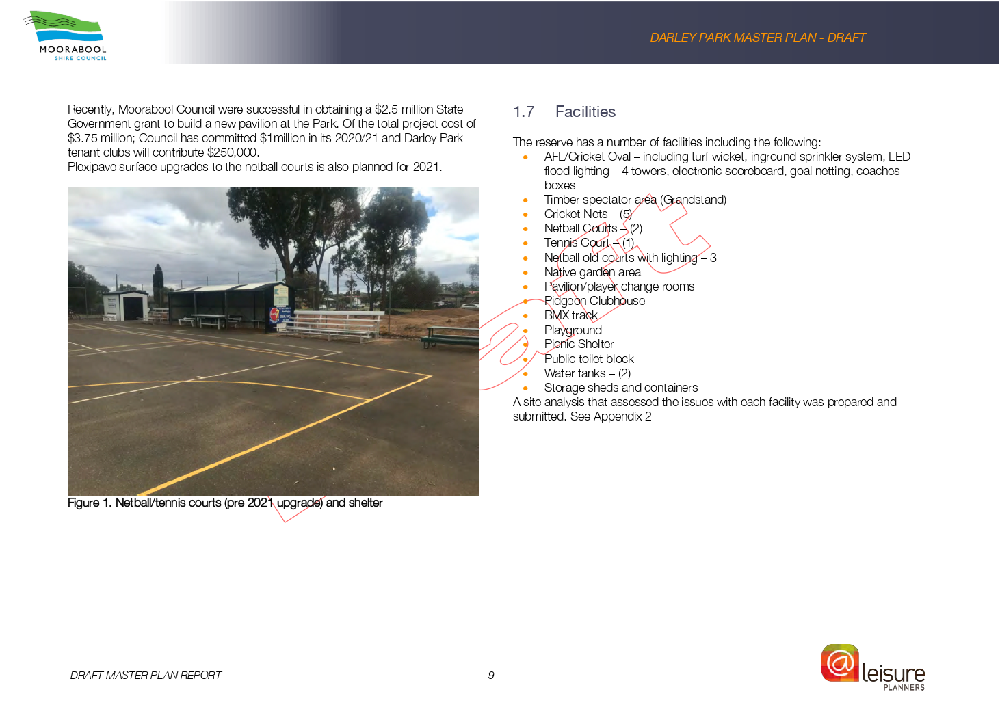 MOORABOOL
SHIRE COUNCIL
DARLEY PARK MASTER PLAN - DRAFT
Recently, Moorabool Council were successful in obtaining a $2.5 million State
Government grant to build a new pavilion at the Park. Of the total project cost of
$3.75 million; Council has committed $1million in its 2020/21 and Darley Park
tenant clubs will contribute $250,000.
Plexipave surface upgrades to the netball courts is also planned for 2021.
Figure 1. Netball/tennis courts (pre 2021 upgrade) and shelter
1.7 Facilities
The reserve has a number of facilities including the following:
• AFL/Cricket Oval – including turf wicket, inground sprinkler system, LED
flood lighting – 4 towers, electronic scoreboard, goal netting, coaches
boxes
• Timber spectator area (Grandstand)
• Cricket Nets – (5)
• Netball Courts – (2)
• Tennis Court – (1)
• Netball old courts with lighting – 3
• Native garden area
• Pavilion/player change rooms
• Pidgeon Clubhouse
• BMX track
• Playground
• Picnic Shelter
• Public toilet block
• Water tanks – (2)
• Storage sheds and containers
A site analysis that assessed the issues with each facility was prepared and
submitted. See Appendix 2
Draft
DRAFT MASTER PLAN REPORT
9
@leisure
PLANNERS